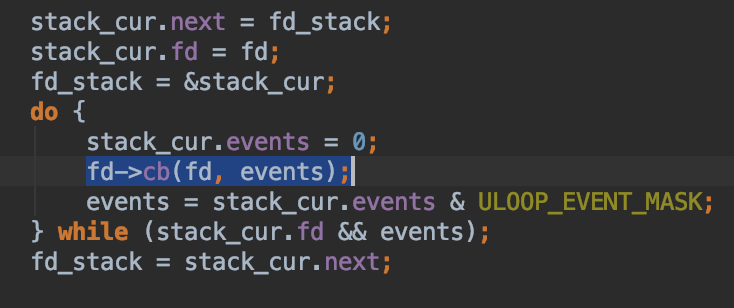 stack_cur.next = fd_stack;
stack_cur.fd = fd;
fd_stack = &stack_cur;
do {
    stack_cur.events = 0;
    fd->cb(fd, events);
    events = stack_cur.events & ULOOP_EVENT_MASK;
} while (stack_cur.fd && events);
fd_stack = stack_cur.next;